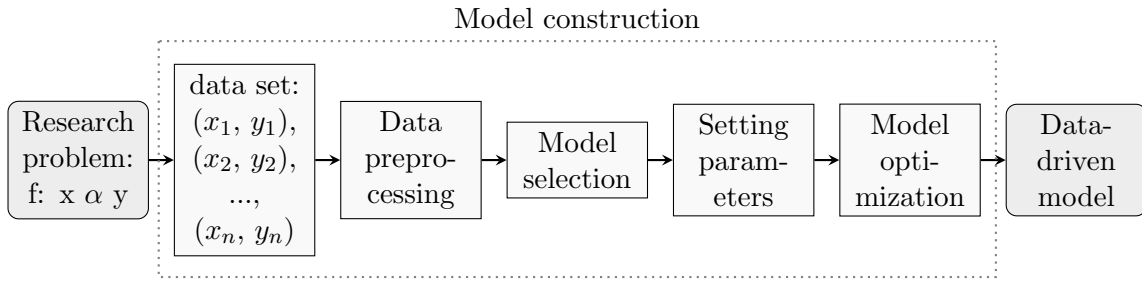 Model construction
Research
problem:
f: x α y
data set:
(x₁, y₁),
(x₂, y₂),
...,
(xₙ, yₙ)
Data
prepro-
cessing
Model
selection
Setting
param-
eters
Model
opti-
mization
Data-
driven
model